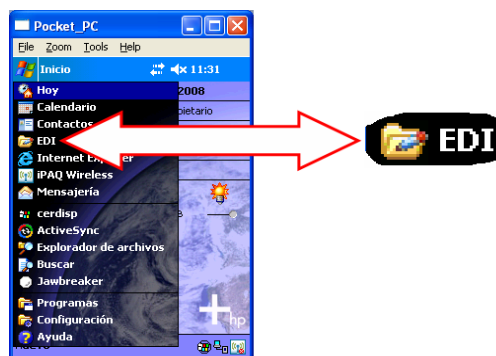 Pocket_PC
File Zoom Tools Help
Inicio 11:31
Hoy 2008
Calendario
Contactos
EDI
EDI
Internet Explorer
iPAQ Wireless
Mensajería
cerdisp
ActiveSync
Explorador de archivos
Buscar
Jawbreaker
Programas
hp
Configuración
Ayuda